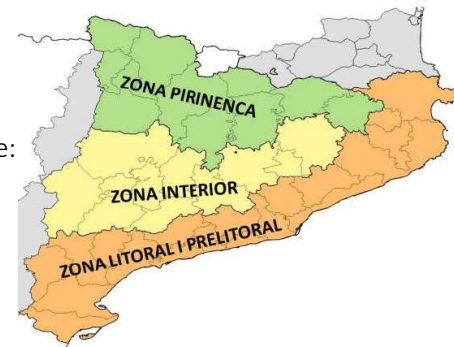 ZONA PIRINENCA
e:
ZONA INTERIOR
ZONA LITORAL I PRELITORAL